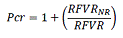 Pcr = 1 + (RFVR_NR / RFVR)